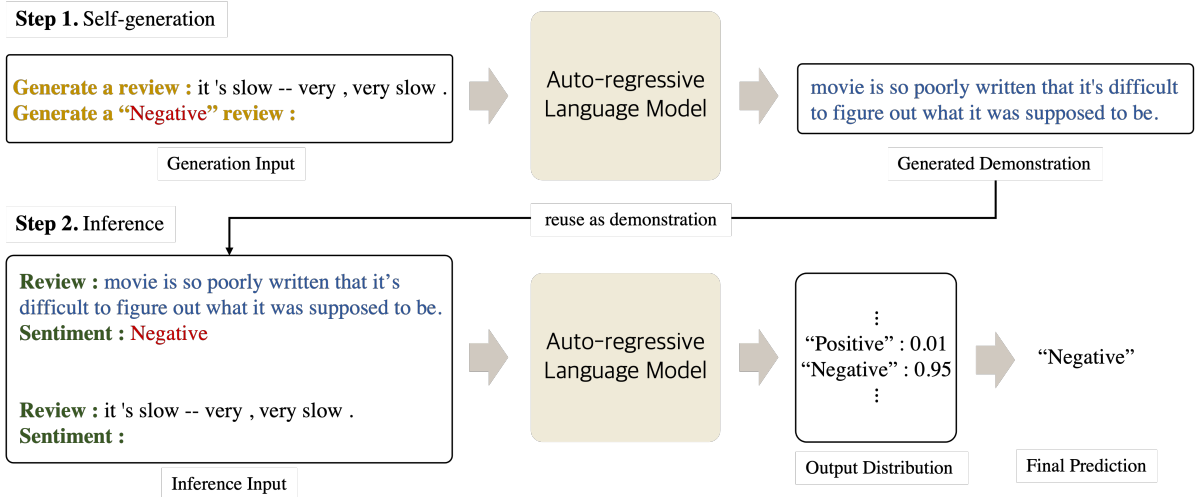 Step 1. Self-generation
Generate a review : it 's slow -- very , very slow .
Generate a “Negative” review :
Generation Input
Auto-regressive
Language Model
movie is so poorly written that it's difficult
to figure out what it was supposed to be.
Generated Demonstration
reuse as demonstration
Step 2. Inference
Review : movie is so poorly written that it’s
difficult to figure out what it was supposed to be.
Sentiment : Negative
Review : it 's slow -- very , very slow .
Sentiment :
Inference Input
Auto-regressive
Language Model
⋮
“Positive” : 0.01
“Negative” : 0.95
⋮
Output Distribution
“Negative”
Final Prediction